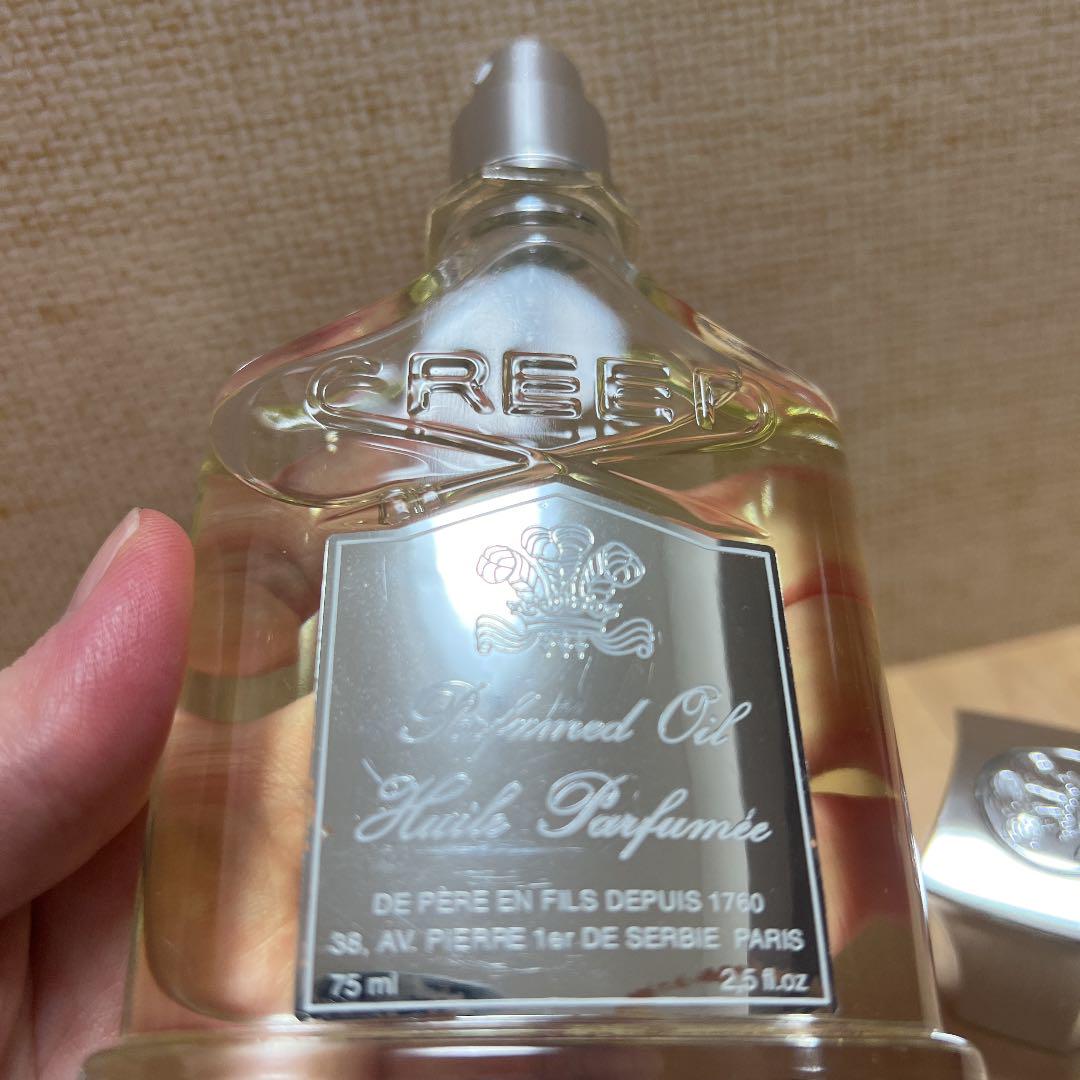 CREED
Perfumed Oil
Huile Parfumée
DE PÈRE EN FILS DEPUIS 1760
38, AV. PIERRE 1er DE SERBIE PARIS
75 ml 2,5 fl.oz